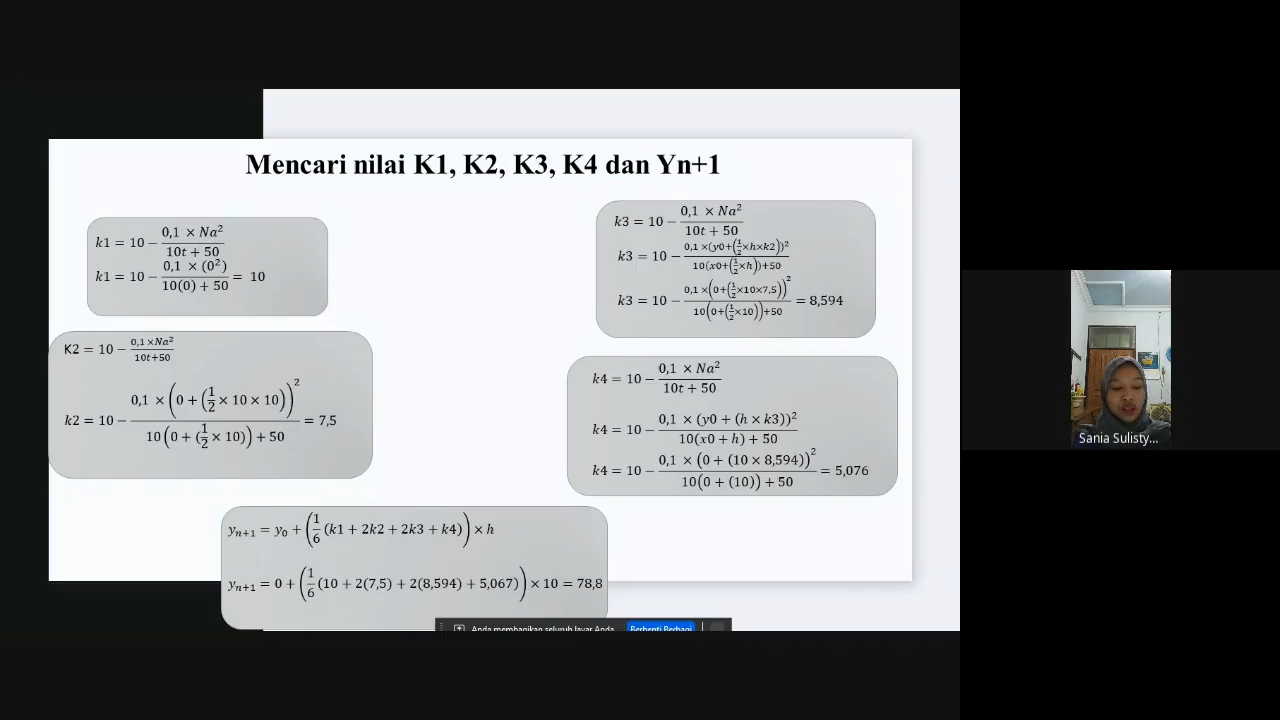 Mencari nilai K1, K2, K3, K4 dan Yn+1
k1 = 10 − (0,1 × Na²)/(10t + 50)
k1 = 10 − (0,1 × (0²))/(10(0) + 50) = 10
K2 = 10 − (0,1 ×Na²)/(10t+50)
k2 = 10 − (0,1 × (0 + (1/2 × 10 × 10))²)/(10(0 + (1/2 × 10)) + 50) = 7,5
k3 = 10 − (0,1 × Na²)/(10t + 50)
k3 = 10 − (0,1 ×(y0+(1/2×h×k2))²)/(10(x0+(1/2×h))+50)
k3 = 10 − (0,1 ×(0+(1/2×10×7,5))²)/(10(0+(1/2×10))+50) = 8,594
k4 = 10 − (0,1 × Na²)/(10t + 50)
k4 = 10 − (0,1 × (y0 + (h × k3))²)/(10(x0 + h) + 50)
k4 = 10 − (0,1 × (0 + (10 × 8,594))²)/(10(0 + (10)) + 50) = 5,076
yₙ₊₁ = y₀ + (1/6 (k1 + 2k2 + 2k3 + k4)) × h
yₙ₊₁ = 0 + (1/6 (10 + 2(7,5) + 2(8,594) + 5,067)) × 10 = 78,8
Anda membagikan seluruh layar Anda
Berhenti Berbagi
Sania Sulisty...